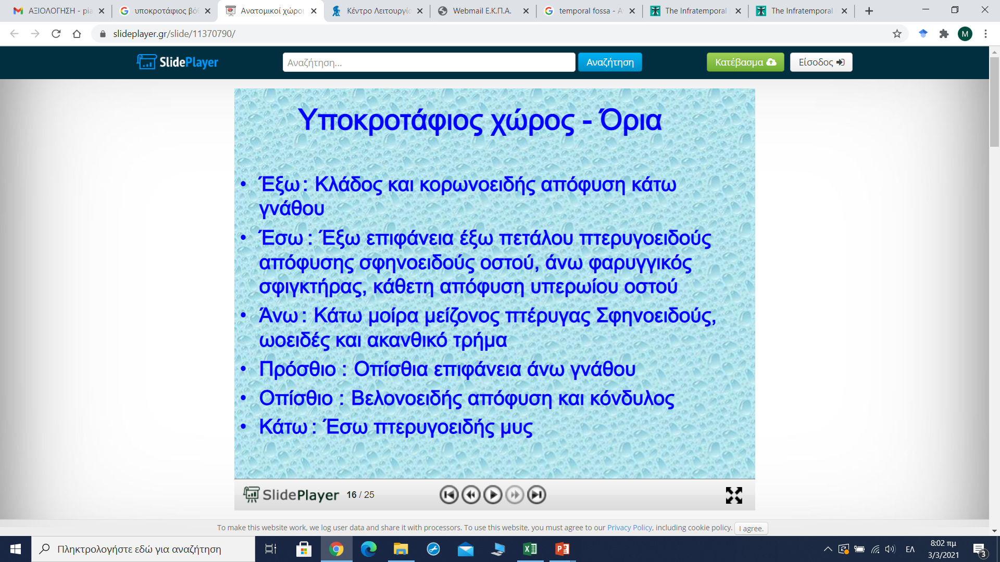 ΑΞΙΟΛΟΓΗΣΗ - pia
υποκροτάφιος βόθ
Ανατομικοί χώροι
Κέντρο Λειτουργίο
Webmail Ε.Κ.Π.Α.
temporal fossa - Α
The Infratemporal
The Infratemporal
slideplayer.gr/slide/11370790/
M
SlidePlayer
Αναζήτηση...
Αναζήτηση
Κατέβασμα
Είσοδος
Υποκροτάφιος χώρος - Όρια
• Έξω : Κλάδος και κορωνοειδής απόφυση κάτω
γνάθου
• Έσω : Έξω επιφάνεια έξω πετάλου πτερυγοειδούς
απόφυσης σφηνοειδούς οστού, άνω φαρυγγικός
σφιγκτήρας, κάθετη απόφυση υπερωίου οστού
• Άνω : Κάτω μοίρα μείζονος πτέρυγας Σφηνοειδούς,
ωοειδές και ακανθικό τρήμα
• Πρόσθιο : Οπίσθια επιφάνεια άνω γνάθου
• Οπίσθιο : Βελονοειδής απόφυση και κόνδυλος
• Κάτω : Έσω πτερυγοειδής μυς
SlidePlayer
16 / 25
To make this website work, we log user data and share it with processors. To use this website, you must agree to our Privacy Policy, including cookie policy.
I agree.
Πληκτρολογήστε εδώ για αναζήτηση
ΕΛ
8:02 πμ
3/3/2021
3